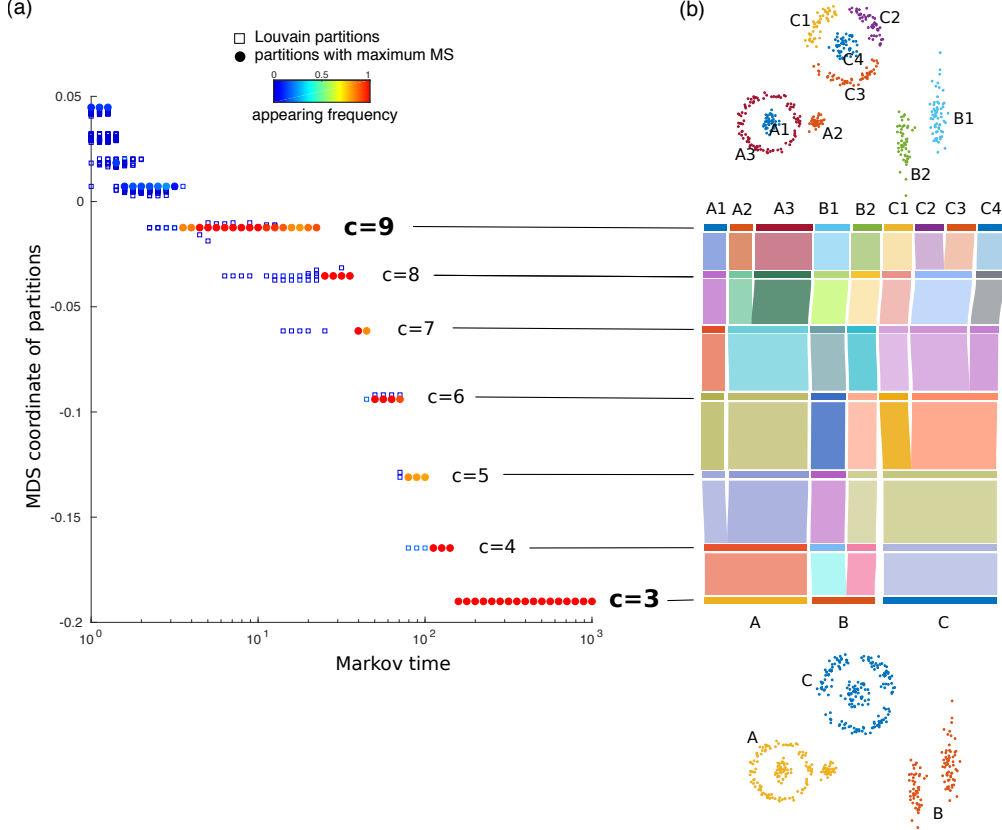 (a)
(b)
Louvain partitions
partitions with maximum MS
0
0.5
1
appearing frequency
MDS coordinate of partitions
0.05
0
-0.05
-0.1
-0.15
-0.2
10^0
10^1
10^2
10^3
Markov time
c=9
c=8
c=7
c=6
c=5
c=4
c=3
C1
C2
C4
C3
A1
A2
A3
B1
B2
A1 A2 A3 B1 B2 C1 C2 C3 C4
A B C
C
A
B